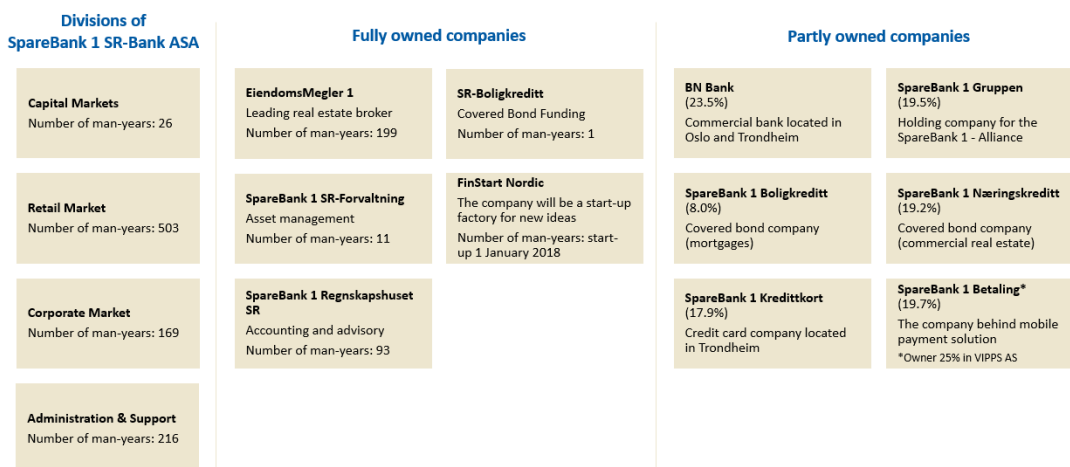 Divisions of
SpareBank 1 SR-Bank ASA
Capital Markets
Number of man-years: 26
Retail Market
Number of man-years: 503
Corporate Market
Number of man-years: 169
Administration & Support
Number of man-years: 216
Fully owned companies
EiendomsMegler 1
Leading real estate broker
Number of man-years: 199
SR-Boligkreditt
Covered Bond Funding
Number of man-years: 1
SpareBank 1 SR-Forvaltning
Asset management
Number of man-years: 11
FinStart Nordic
The company will be a start-up
factory for new ideas
Number of man-years: start-
up 1 January 2018
SpareBank 1 Regnskapshuset
SR
Accounting and advisory
Number of man-years: 93
Partly owned companies
BN Bank
(23.5%)
Commercial bank located in
Oslo and Trondheim
SpareBank 1 Gruppen
(19.5%)
Holding company for the
SpareBank 1 - Alliance
SpareBank 1 Boligkreditt
(8.0%)
Covered bond company
(mortgages)
SpareBank 1 Næringskreditt
(19.2%)
Covered bond company
(commercial real estate)
SpareBank 1 Kredittkort
(17.9%)
Credit card company located
in Trondheim
SpareBank 1 Betaling*
(19.7%)
The company behind mobile
payment solution
*Owner 25% in VIPPS AS